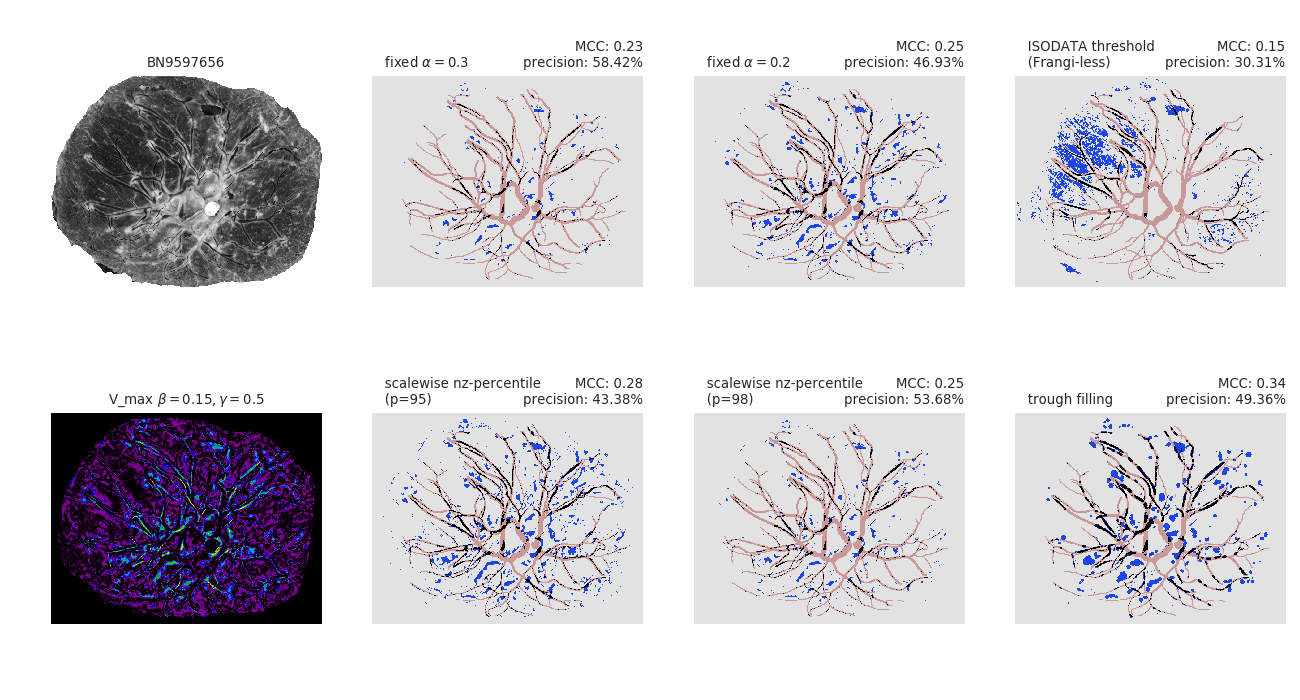 BN9597656
fixed α = 0.3
MCC: 0.23
precision: 58.42%
fixed α = 0.2
MCC: 0.25
precision: 46.93%
ISODATA threshold
(Frangi-less)
MCC: 0.15
precision: 30.31%
V_max β = 0.15, γ = 0.5
scalewise nz-percentile
(p=95)
MCC: 0.28
precision: 43.38%
scalewise nz-percentile
(p=98)
MCC: 0.25
precision: 53.68%
trough filling
MCC: 0.34
precision: 49.36%